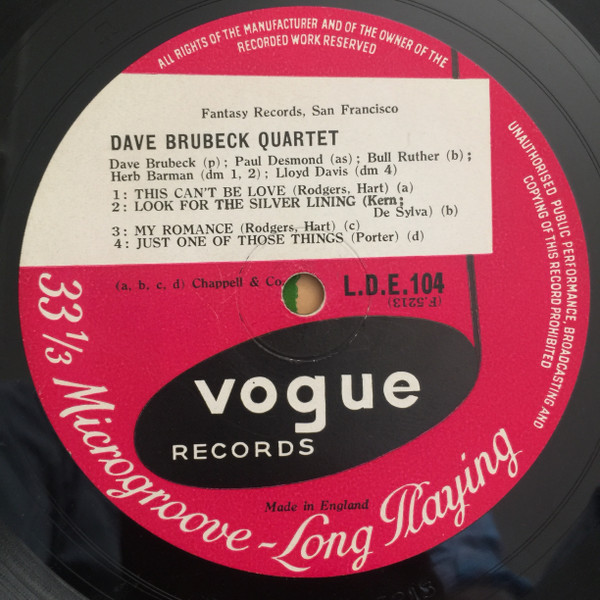 ALL RIGHTS OF THE MANUFACTURER AND OF THE OWNER OF THE
RECORDED WORK RESERVED
Fantasy Records, San Francisco
DAVE BRUBECK QUARTET
Dave Brubeck (p) ; Paul Desmond (as) ; Bull Ruther (b) ;
Herb Barman (dm 1, 2) ; Lloyd Davis (dm 4)
1 : THIS CAN'T BE LOVE (Rodgers, Hart) (a)
2 : LOOK FOR THE SILVER LINING (Kern;
De Sylva) (b)
3 : MY ROMANCE (Rodgers, Hart) (c)
4 : JUST ONE OF THOSE THINGS (Porter) (d)
(a, b, c, d) Chappell & Co.
L.D.E.104
(F.5213)
UNAUTHORISED PUBLIC PERFORMANCE, BROADCASTING AND
COPYING OF THIS RECORD PROHIBITED
vogue
RECORDS
Made in England
33 1/3 Microgroove - Long Playing